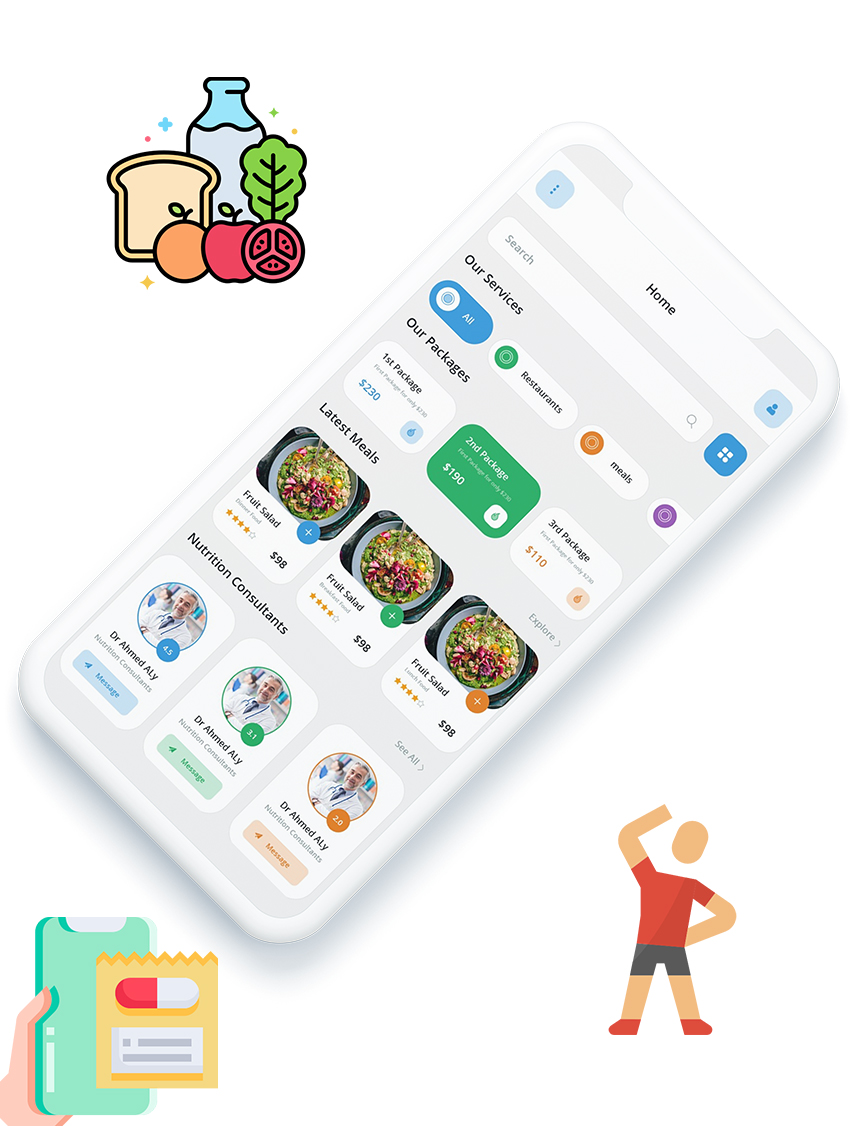 Home
Search
Our Services
All
Restaurants
meals
Our Packages
1st Package
First Package for only $230
$230
2nd Package
First Package for only $230
$190
3rd Package
First Package for only $230
$110
Explore
Latest Meals
Fruit Salad
Dinner Food
$98
Fruit Salad
Breakfast Food
$98
Fruit Salad
Lunch Food
$98
See All
Nutrition Consultants
4.5
Dr Ahmed ALy
Nutrition Consultants
Message
3.1
Dr Ahmed ALy
Nutrition Consultants
Message
2.0
Dr Ahmed ALy
Nutrition Consultants
Message